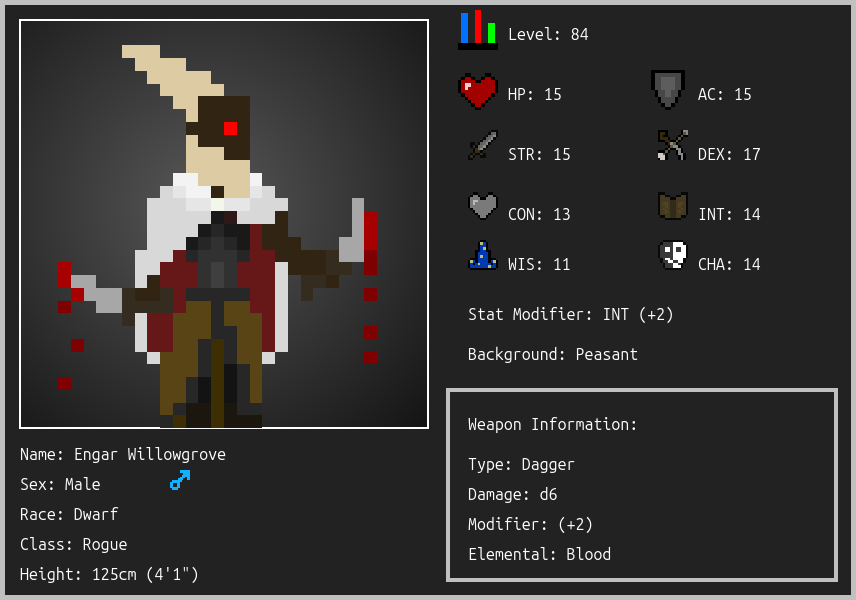 Level: 84
HP: 15
AC: 15
STR: 15
DEX: 17
CON: 13
INT: 14
WIS: 11
CHA: 14
Stat Modifier: INT (+2)
Background: Peasant
Name: Engar Willowgrove
Sex: Male
Race: Dwarf
Class: Rogue
Height: 125cm (4'1")
Weapon Information:
Type: Dagger
Damage: d6
Modifier: (+2)
Elemental: Blood